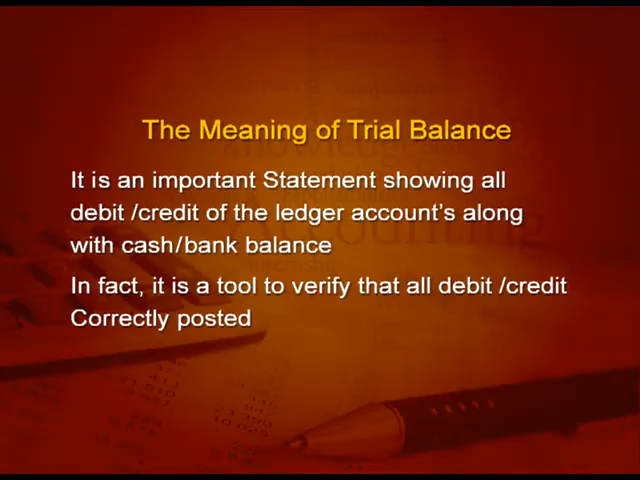 The Meaning of Trial Balance
It is an important Statement showing all
debit /credit of the ledger account's along
with cash/bank balance
In fact, it is a tool to verify that all debit /credit
Correctly posted
Accounting